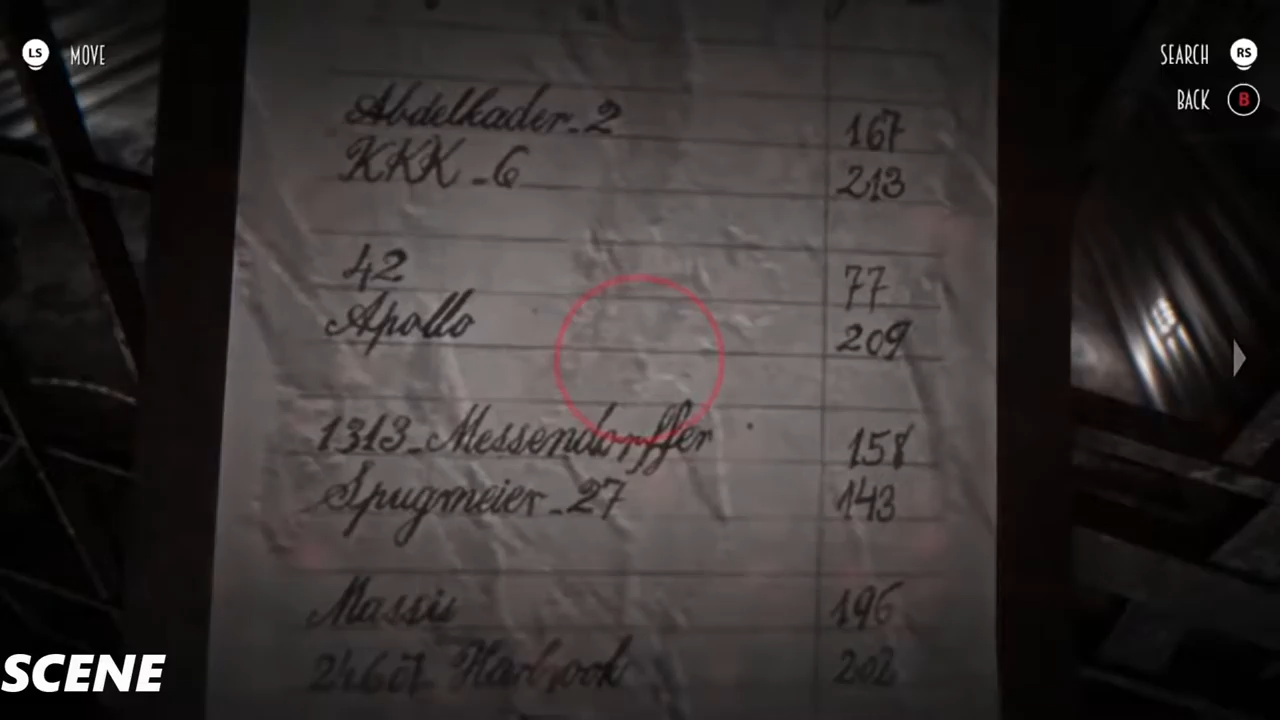 LS MOVE
SEARCH RS
BACK B
Abdelkader_2 167
KKK_6 213
42 77
Apollo 209
1313_Messendorffer 158
Spugmeier_27 143
196
Harbrook 202
SCENE